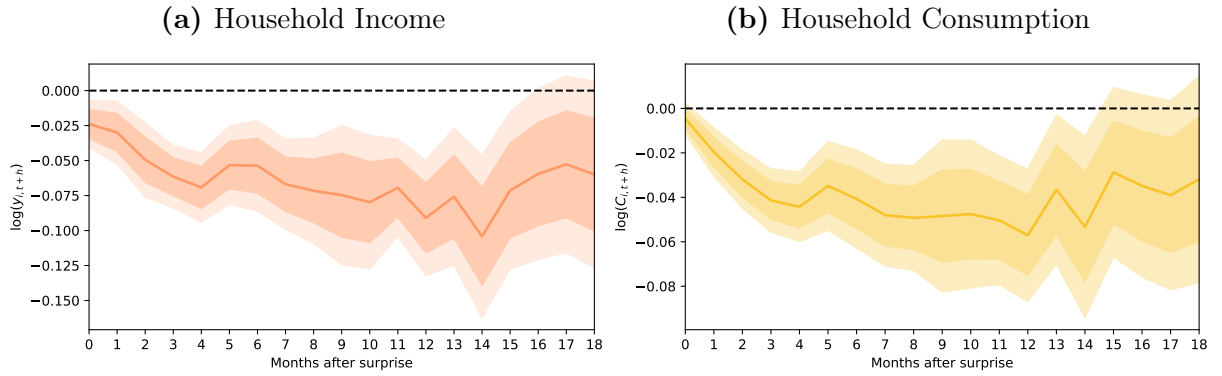 (a) Household Income
0.000
−0.025
−0.050
−0.075
−0.100
−0.125
−0.150
log(y_{i,t+h})
0 1 2 3 4 5 6 7 8 9 10 11 12 13 14 15 16 17 18
Months after surprise
(b) Household Consumption
0.00
−0.02
−0.04
−0.06
−0.08
log(C_{i,t+h})
0 1 2 3 4 5 6 7 8 9 10 11 12 13 14 15 16 17 18
Months after surprise